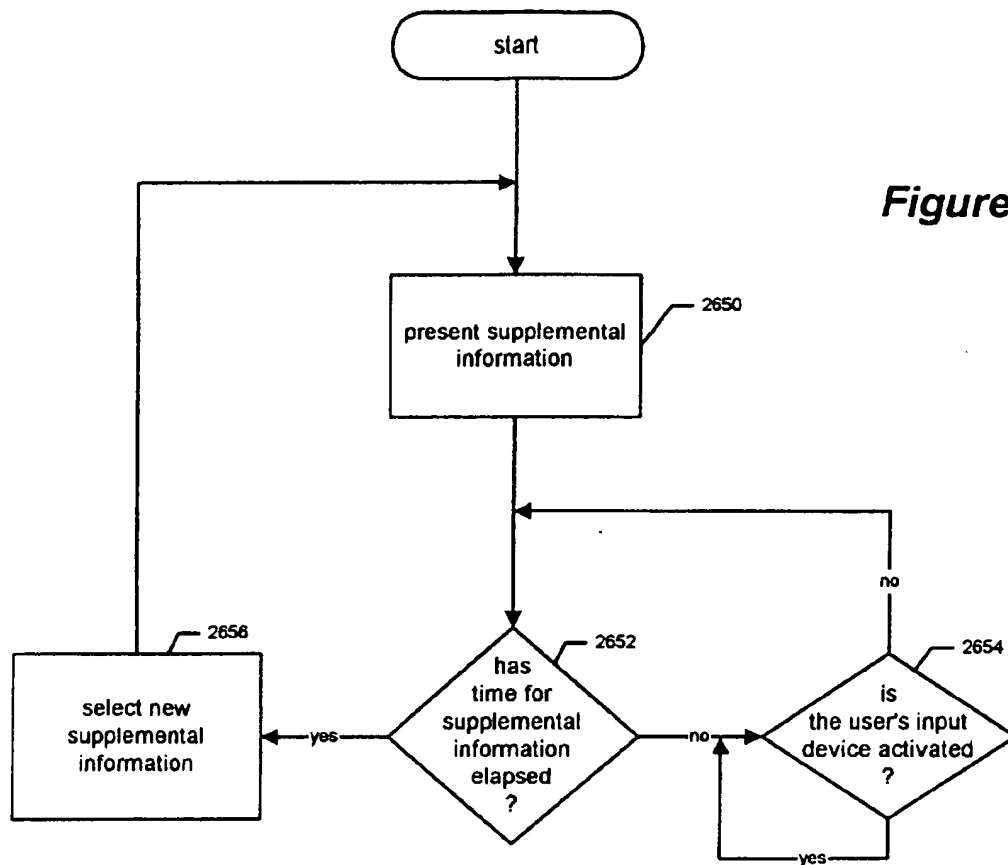 start
Figure
present supplemental
information
2650
no
2656
select new
supplemental
information
yes
2652
has
time for
supplemental
information
elapsed
?
no
2654
is
the user's input
device activated
?
yes